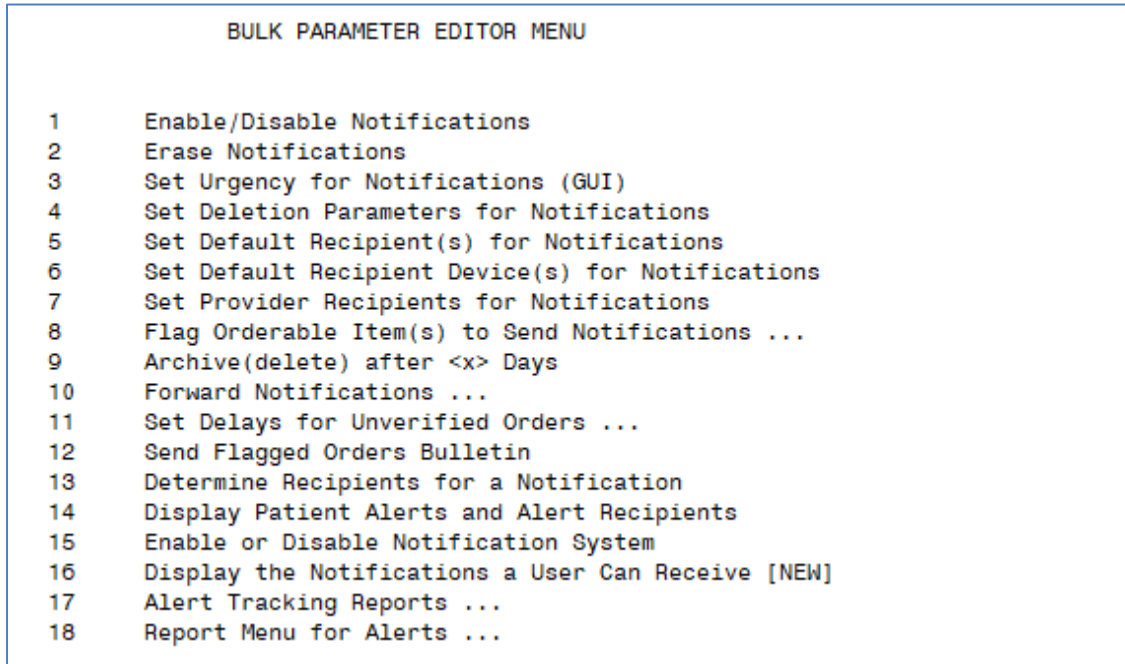 BULK PARAMETER EDITOR MENU
1 Enable/Disable Notifications
2 Erase Notifications
3 Set Urgency for Notifications (GUI)
4 Set Deletion Parameters for Notifications
5 Set Default Recipient(s) for Notifications
6 Set Default Recipient Device(s) for Notifications
7 Set Provider Recipients for Notifications
8 Flag Orderable Item(s) to Send Notifications ...
9 Archive(delete) after <x> Days
10 Forward Notifications ...
11 Set Delays for Unverified Orders ...
12 Send Flagged Orders Bulletin
13 Determine Recipients for a Notification
14 Display Patient Alerts and Alert Recipients
15 Enable or Disable Notification System
16 Display the Notifications a User Can Receive [NEW]
17 Alert Tracking Reports ...
18 Report Menu for Alerts ...